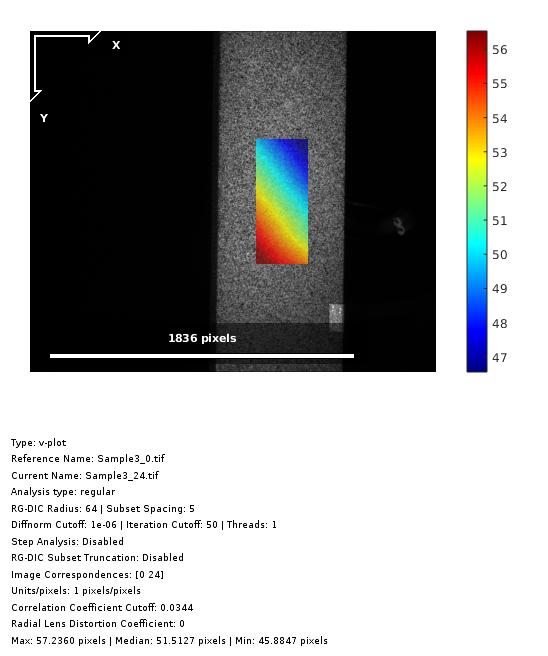 X
Y
1836 pixels
56
55
54
53
52
51
50
49
48
47
Type: v-plot
Reference Name: Sample3_0.tif
Current Name: Sample3_24.tif
Analysis type: regular
RG-DIC Radius: 64 | Subset Spacing: 5
Diffnorm Cutoff: 1e-06 | Iteration Cutoff: 50 | Threads: 1
Step Analysis: Disabled
RG-DIC Subset Truncation: Disabled
Image Correspondences: [0 24]
Units/pixels: 1 pixels/pixels
Correlation Coefficient Cutoff: 0.0344
Radial Lens Distortion Coefficient: 0
Max: 57.2360 pixels | Median: 51.5127 pixels | Min: 45.8847 pixels